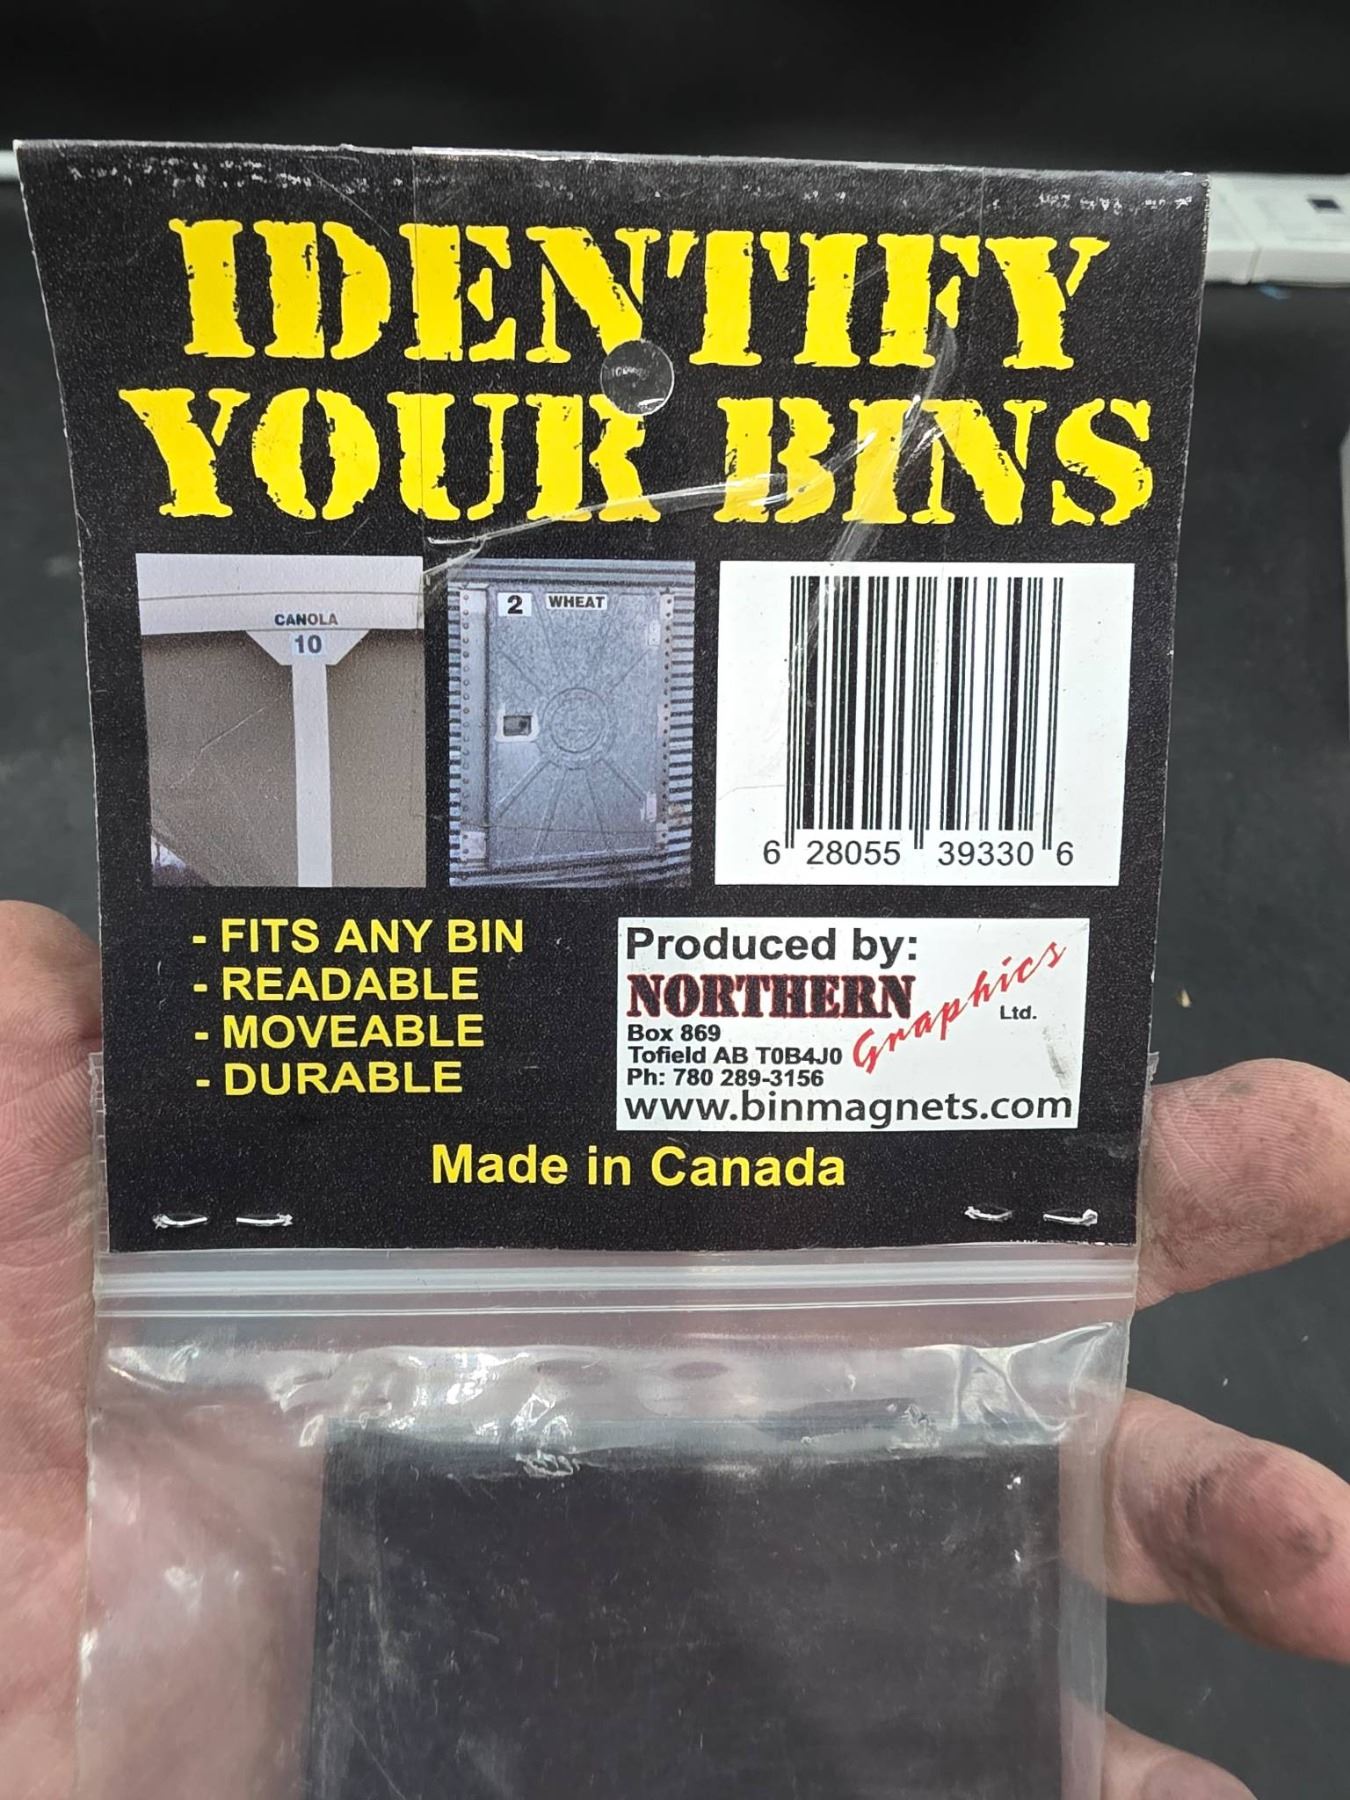 IDENTIFY
YOUR BINS
CANOLA
10
2 WHEAT
6 28055 39330 6
- FITS ANY BIN
- READABLE
- MOVEABLE
- DURABLE
Produced by:
NORTHERN Graphics Ltd.
Box 869
Tofield AB T0B4J0
Ph: 780 289-3156
www.binmagnets.com
Made in Canada